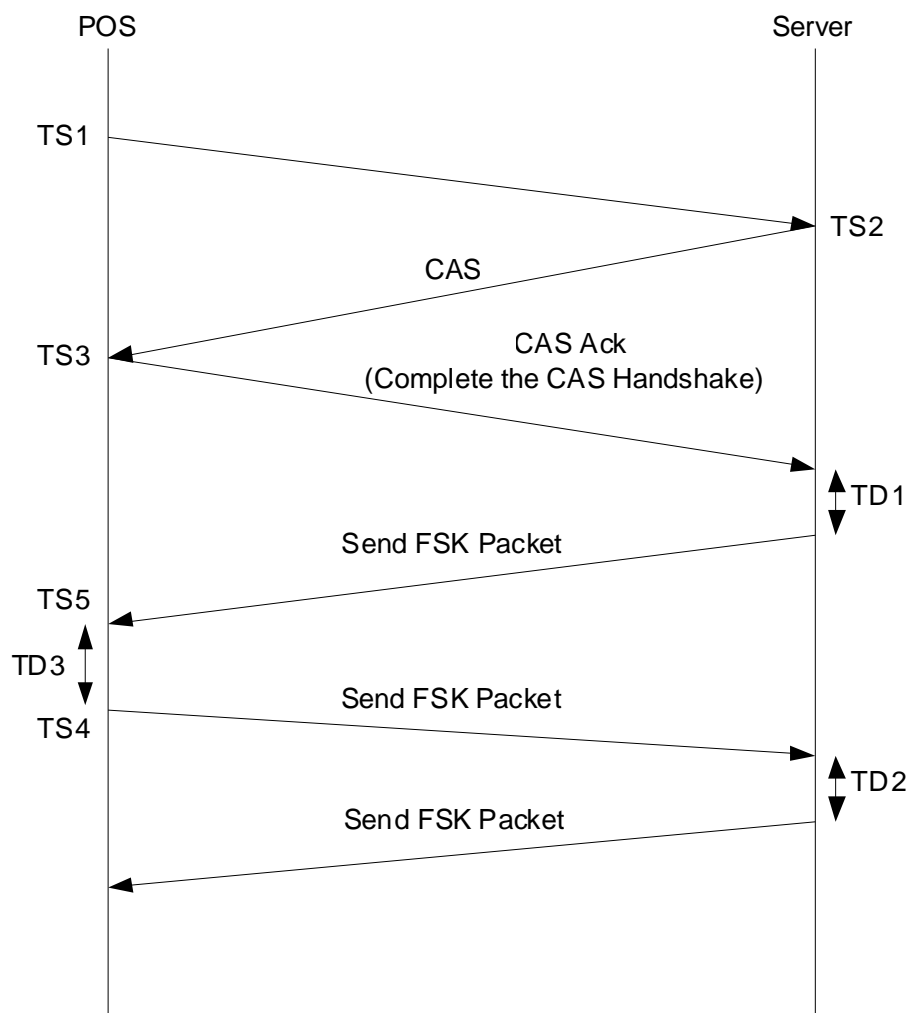 POS
Server
TS1
TS2
CAS
TS3
CAS Ack
(Complete the CAS Handshake)
TD1
Send FSK Packet
TS5
TD3
Send FSK Packet
TS4
TD2
Send FSK Packet